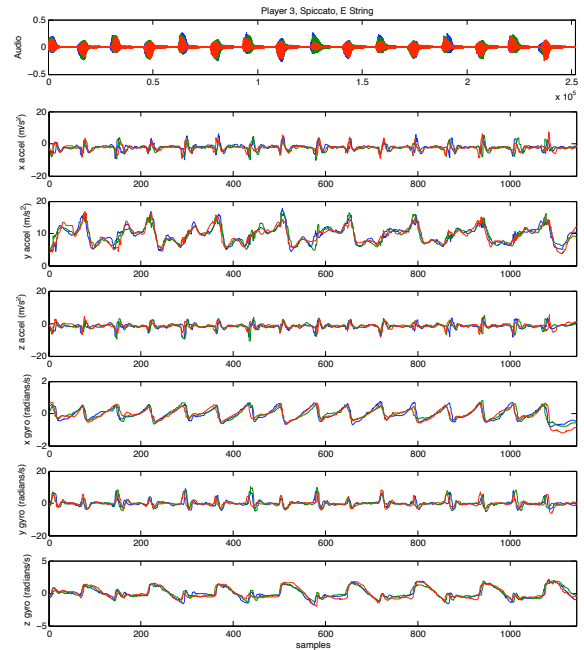 Player 3, Spiccato, E String
Audio
0.5
0
-0.5
0 0.5 1 1.5 2 2.5
x 10^5
x accel (m/s²)
20
0
−20
0 200 400 600 800 1000
y accel (m/s2)
20
10
0
0 200 400 600 800 1000
z accel (m/s²)
20
0
−20
0 200 400 600 800 1000
x gyro (radians/s)
2
0
−2
0 200 400 600 800 1000
y gyro (radians/s)
20
0
−20
0 200 400 600 800 1000
z gyro (radians/s)
5
0
−5
0 200 400 600 800 1000
samples